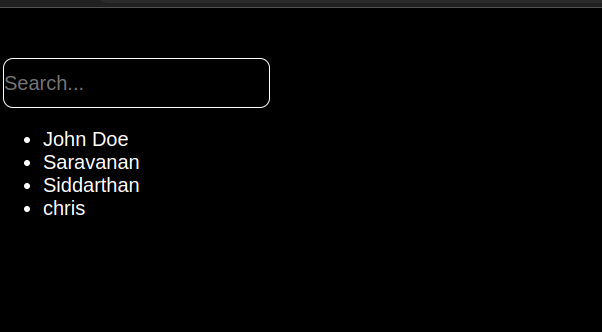 Search...
John Doe
Saravanan
Siddarthan
chris